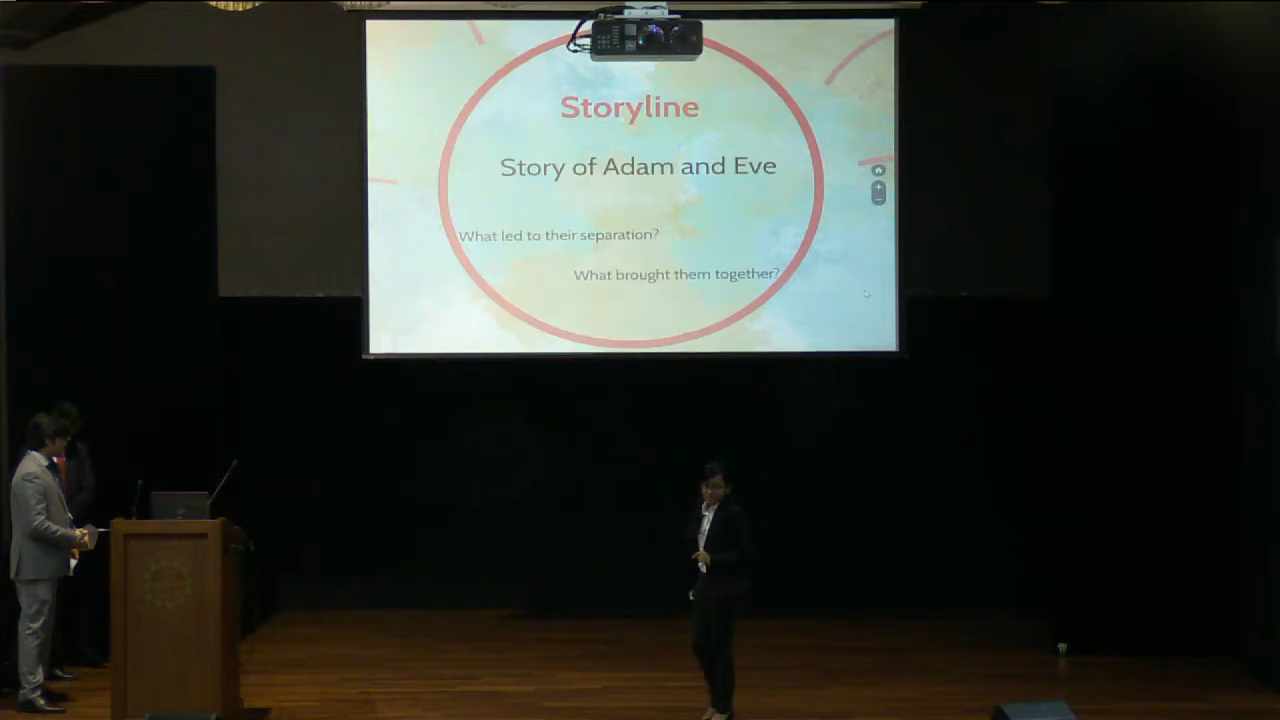 Storyline
Story of Adam and Eve
What led to their separation?
What brought them together?